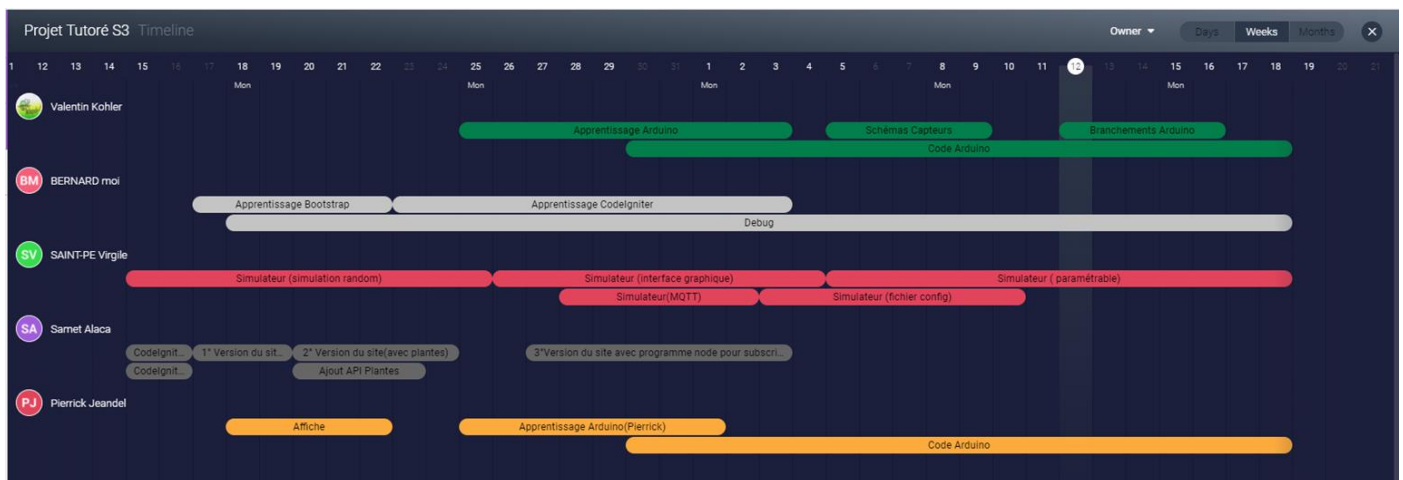 Projet Tutoré S3 Timeline Owner Days Weeks Months
1 12 13 14 15 16 17 18 19 20 21 22 23 24 25 26 27 28 29 30 31 1 2 3 4 5 6 7 8 9 10 11 12 13 14 15 16 17 18 19 20 21
Mon Mon Mon Mon Mon
Valentin Kohler
Apprentissage Arduino Schémas Capteurs Branchements Arduino
Code Arduino
BM BERNARD moi
Apprentissage Bootstrap Apprentissage CodeIgniter
Debug
SV SAINT-PE Virgile
Simulateur (simulation random) Simulateur (interface graphique) Simulateur ( paramétrable)
Simulateur(MQTT) Simulateur (fichier config)
SA Samet Alaca
CodeIgnit... 1° Version du sit... 2° Version du site(avec plantes) 3°Version du site avec programme node pour subscri...
CodeIgnit... Ajout API Plantes
PJ Pierrick Jeandel
Affiche Apprentissage Arduino(Pierrick)
Code Arduino